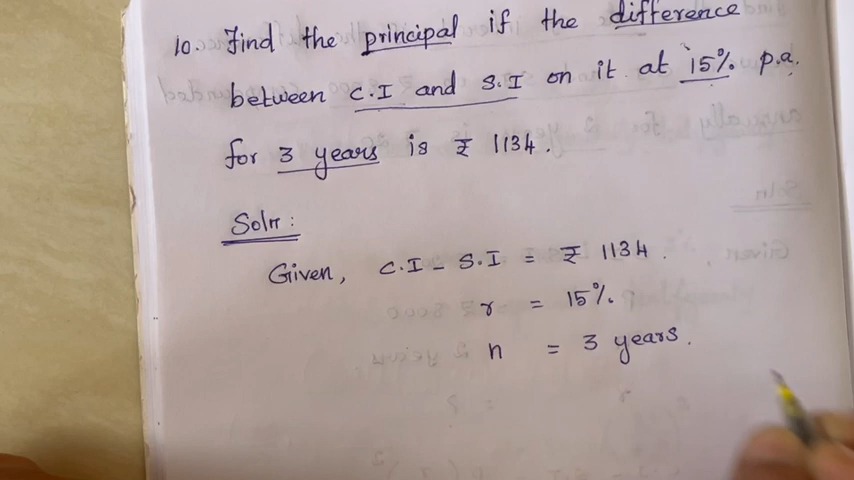 10. Find the principal if the difference
between C.I and S.I on it at 15% p.a.
for 3 years is ₹ 1134.
Soln:
Given, C.I - S.I = ₹ 1134.
r = 15%.
n = 3 years.